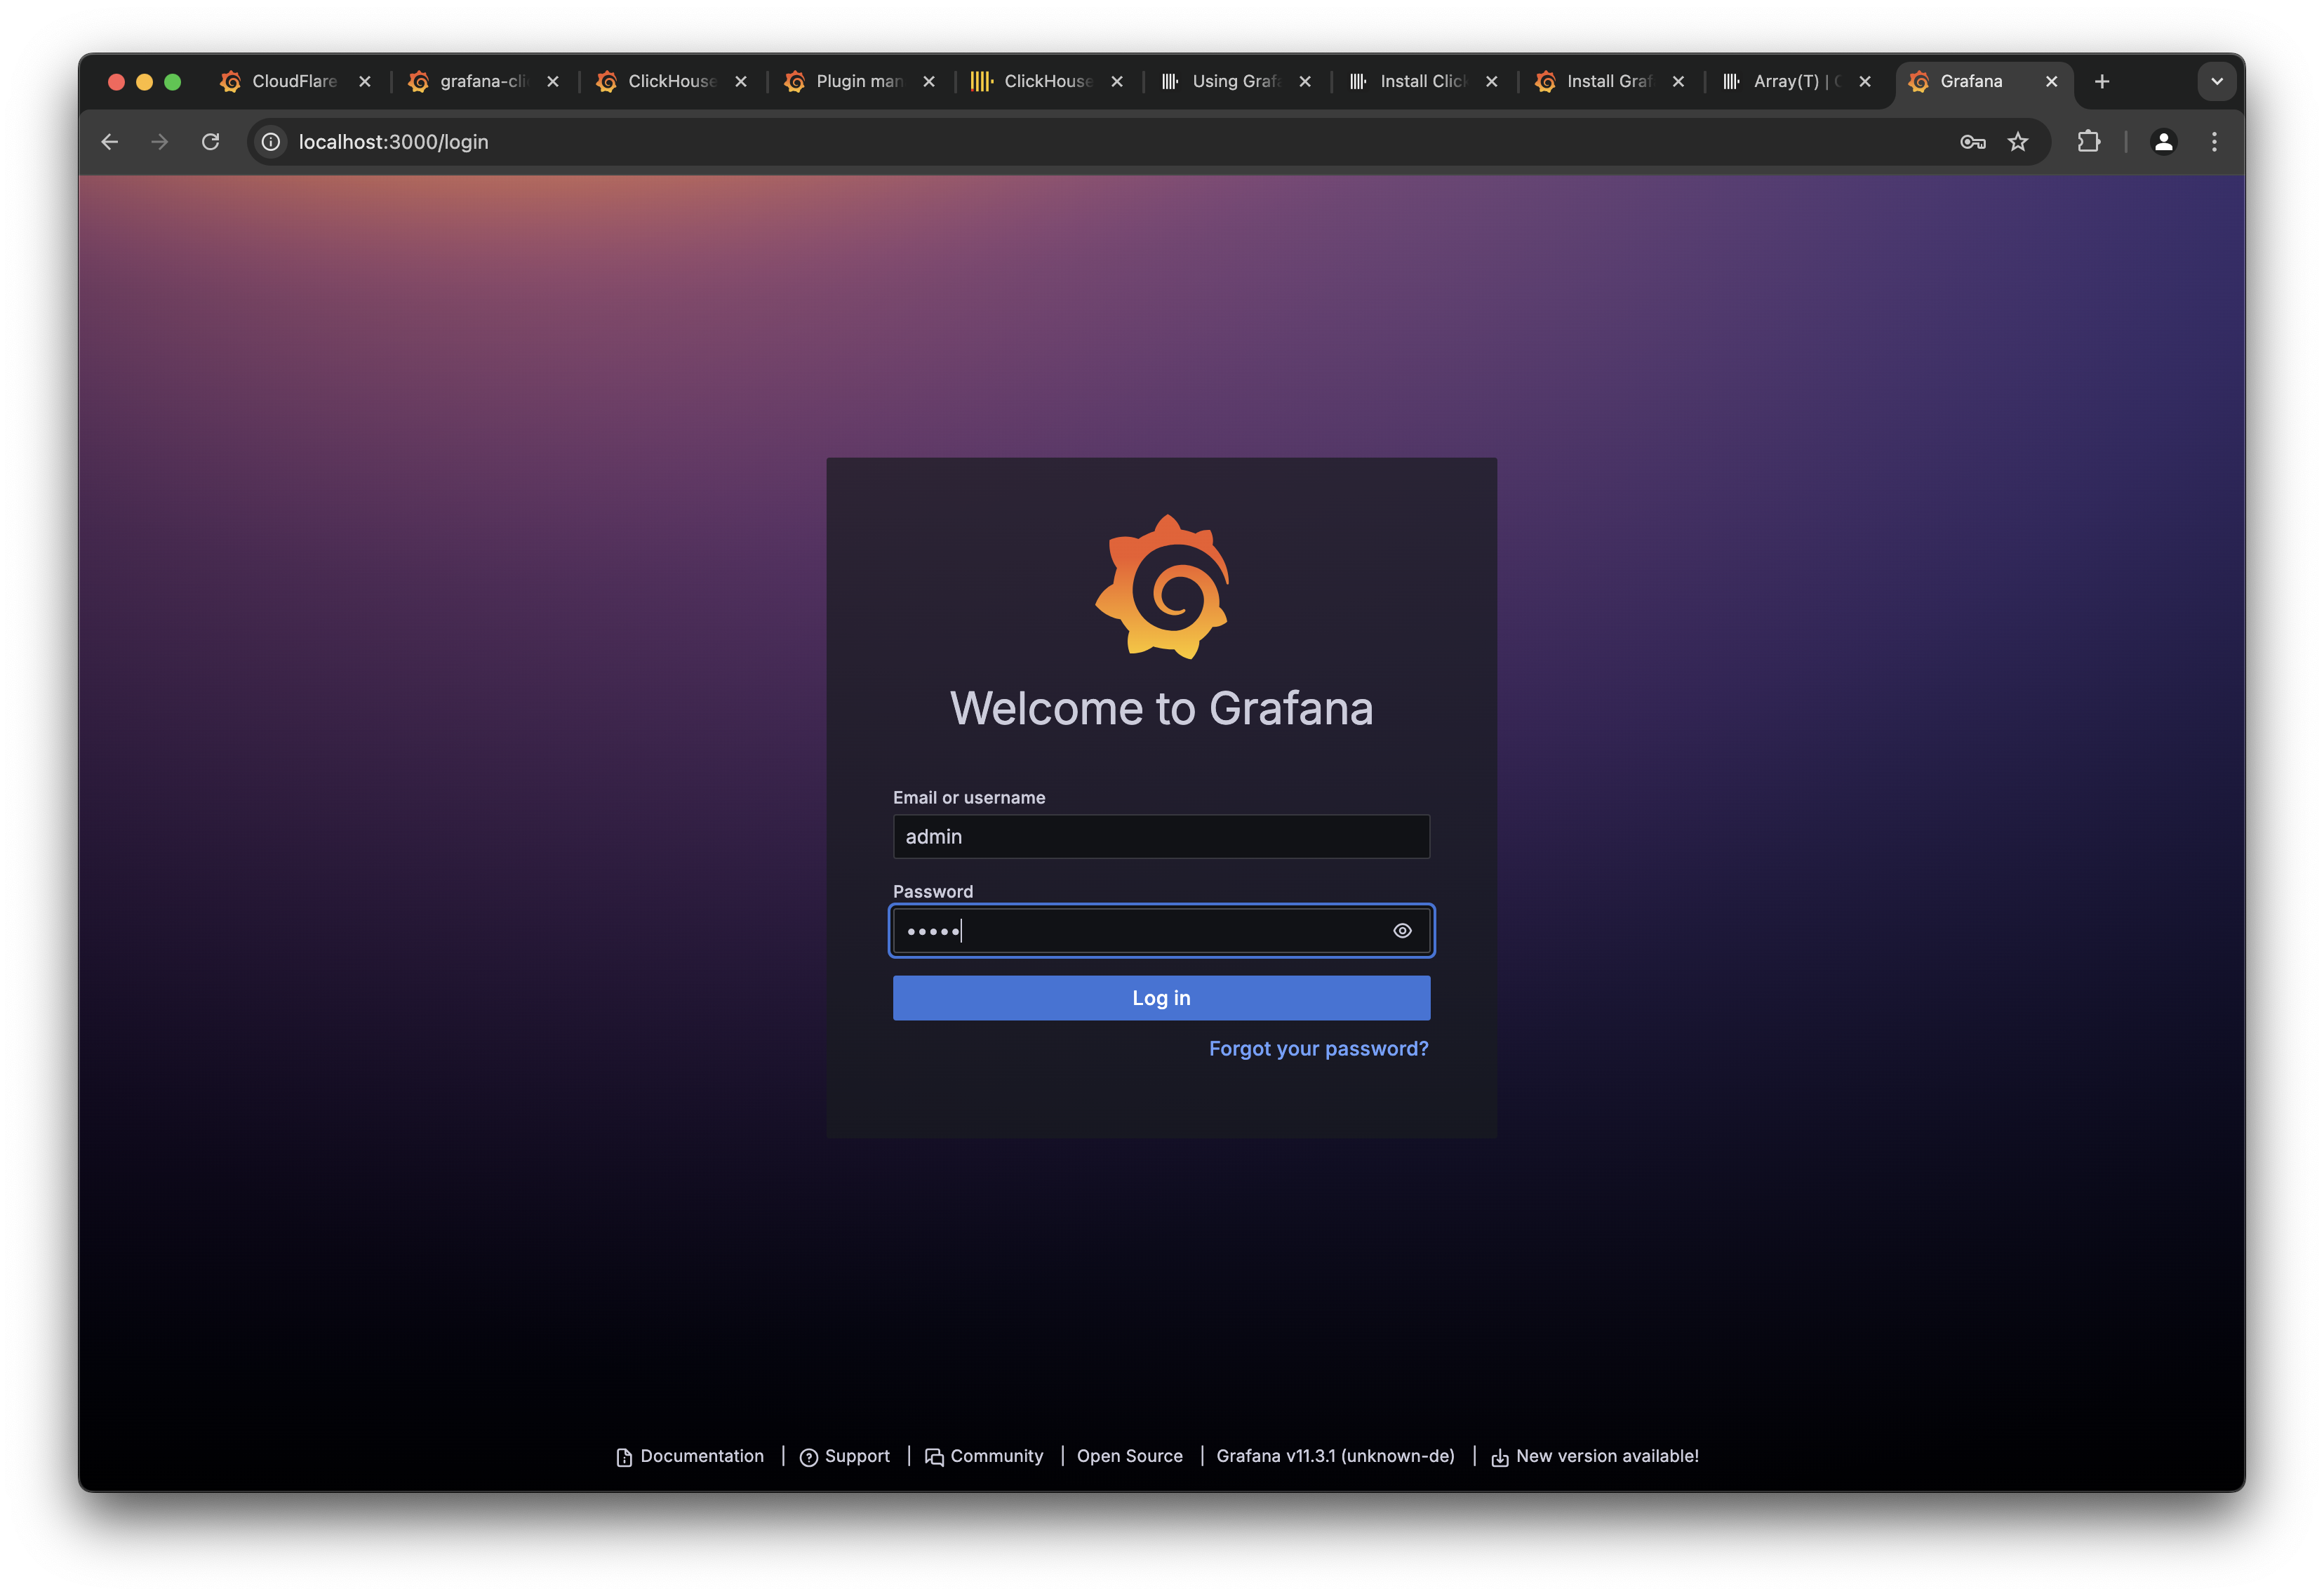 CloudFlare
grafana-cli
ClickHouse
Plugin man
ClickHouse
Using Grafa
Install Click
Install Graf
Array(T) | C
Grafana
localhost:3000/login
Welcome to Grafana
Email or username
admin
Password
Log in
Forgot your password?
Documentation | Support | Community | Open Source | Grafana v11.3.1 (unknown-de) | New version available!